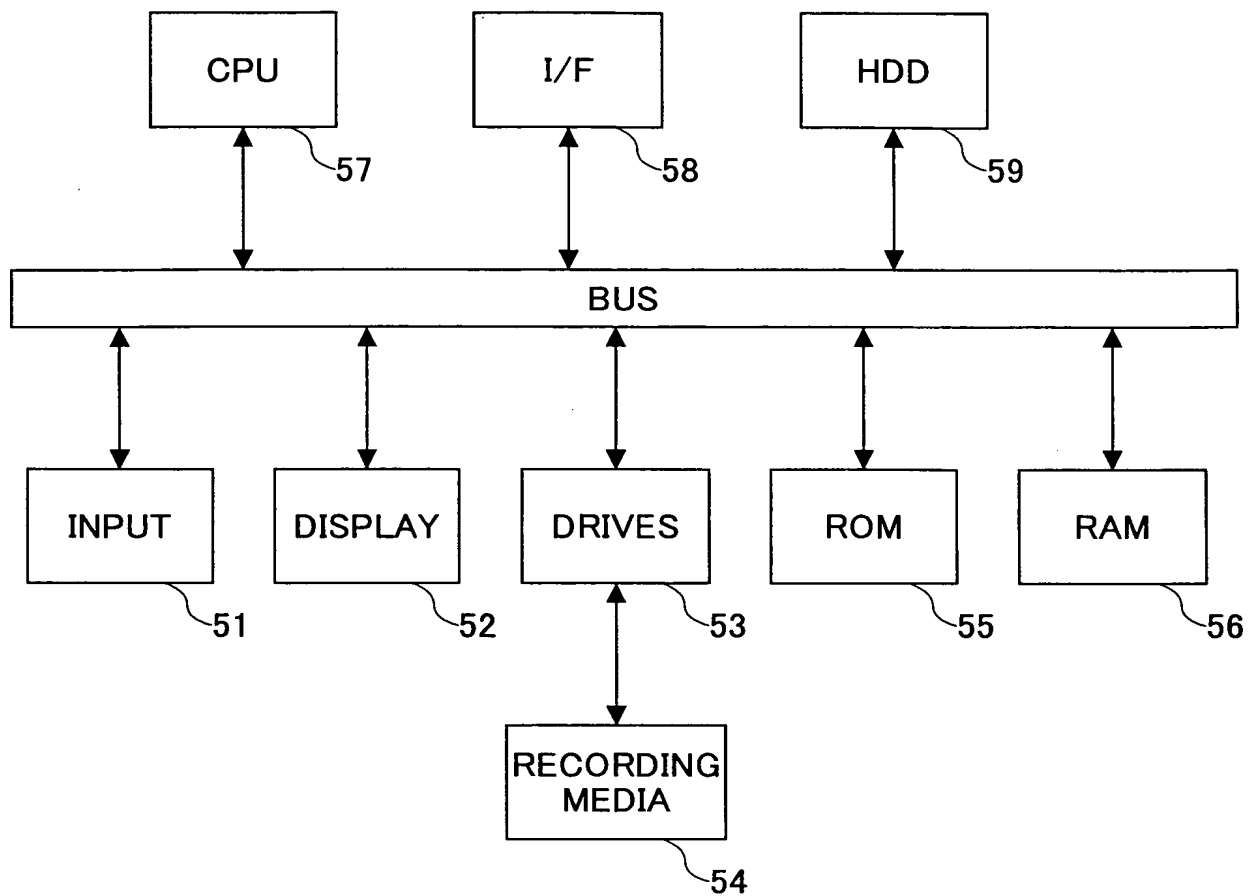 CPU
I/F
HDD
57
58
59
BUS
INPUT
DISPLAY
DRIVES
ROM
RAM
51
52
53
55
56
RECORDING
MEDIA
54